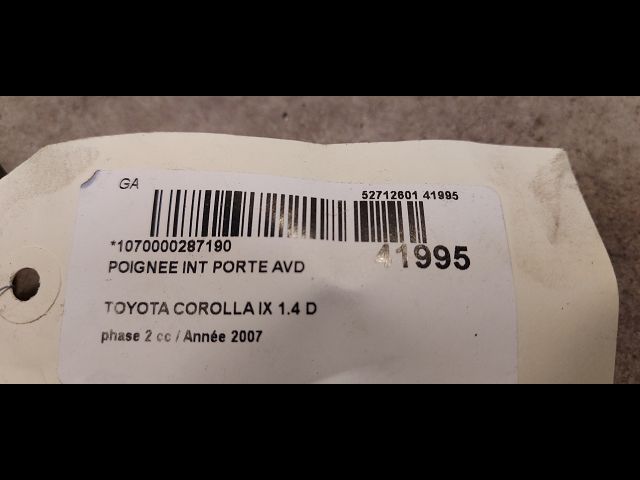 GA
52712601 41995
*1070000287190
41995
POIGNEE INT PORTE AVD
TOYOTA COROLLA IX 1.4 D
phase 2 cc / Année 2007